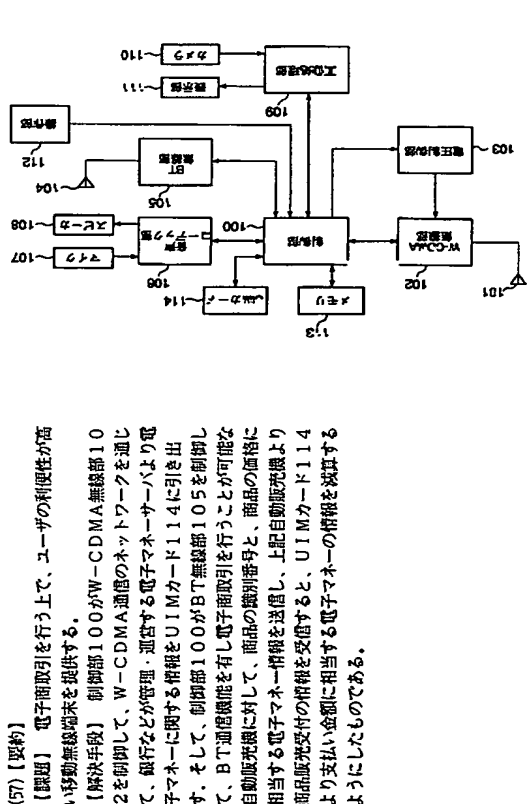 (57)【要約】
【課題】 電子商取引を行う上で、ユーザの利便性が高
い移動無線端末を提供する。
【解決手段】 制御部100がW－CDMA無線部10
2を制御して、W－CDMA通信のネットワークを通じ
て、銀行などが管理・運営する電子マネーサーバより電
子マネーに関する情報をUIMカード114に引き出
す。そして、制御部100がBT無線部105を制御し
て、BT通信機能を有し電子商取引を行うことが可能な
自動販売機に対して、商品の識別番号と、商品の価格に
相当する電子マネー情報を送信し、上記自動販売機より
商品販売受付の情報を受信すると、UIMカード114
より支払い金額に相当する電子マネーの情報を減算する
ようにしたものである。
101
W-CDMA
無線部
102
電圧制御部
103
メモリ
113
制御部
100
UIMカード
114
音声
コーデック部
106
マイク
107
スピーカ
108
BT
無線部
105
104
操作部
112
画像処理部
109
表示部
111
カメラ
110